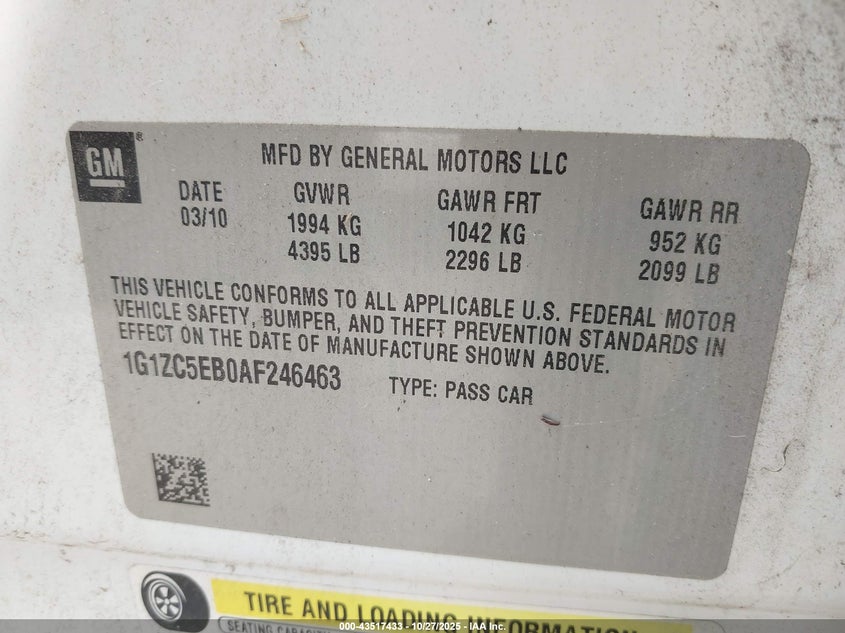 GM
MFD BY GENERAL MOTORS LLC
DATE GVWR GAWR FRT GAWR RR
03/10 1994 KG 1042 KG 952 KG
4395 LB 2296 LB 2099 LB
THIS VEHICLE CONFORMS TO ALL APPLICABLE U.S. FEDERAL MOTOR
VEHICLE SAFETY, BUMPER, AND THEFT PREVENTION STANDARDS IN
EFFECT ON THE DATE OF MANUFACTURE SHOWN ABOVE.
1G1ZC5EB0AF246463 TYPE: PASS CAR
TIRE AND LOADING INFORMATION
SEATING CAPACITY
000-43517433 - 10/27/2025 - IAA Inc.